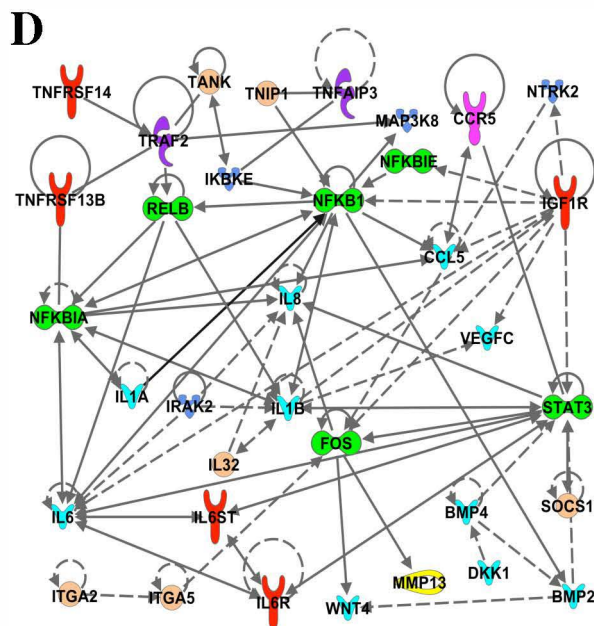 D
TNFRSF14
TANK
TNIP1
TNFAIP3
NTRK2
CCR5
MAP3K8
TRAF2
NFKBIE
IKBKE
TNFRSF13B
RELB
NFKB1
IGF1R
CCL5
IL8
NFKBIA
VEGFC
IL1A
IRAK2
IL1B
STAT3
FOS
IL32
IL6
IL6ST
BMP4
SOCS1
ITGA2
ITGA5
IL6R
WNT4
MMP13
DKK1
BMP2